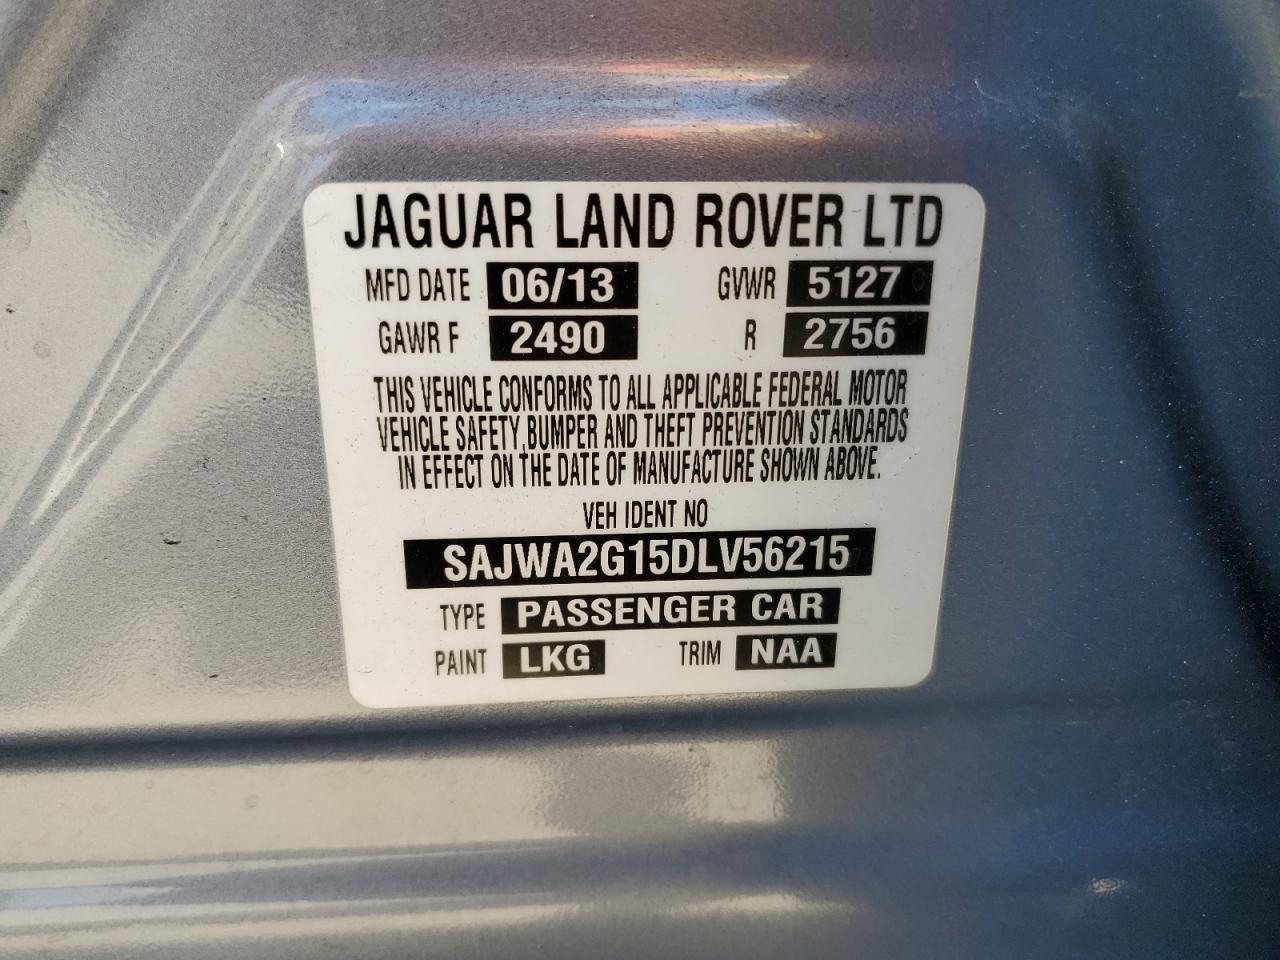 JAGUAR LAND ROVER LTD
MFD DATE 06/13 GVWR 5127
GAWR F 2490 R 2756
THIS VEHICLE CONFORMS TO ALL APPLICABLE FEDERAL MOTOR
VEHICLE SAFETY, BUMPER AND THEFT PREVENTION STANDARDS
IN EFFECT ON THE DATE OF MANUFACTURE SHOWN ABOVE.
VEH IDENT NO
SAJWA2G15DLV56215
TYPE PASSENGER CAR
PAINT LKG TRIM NAA